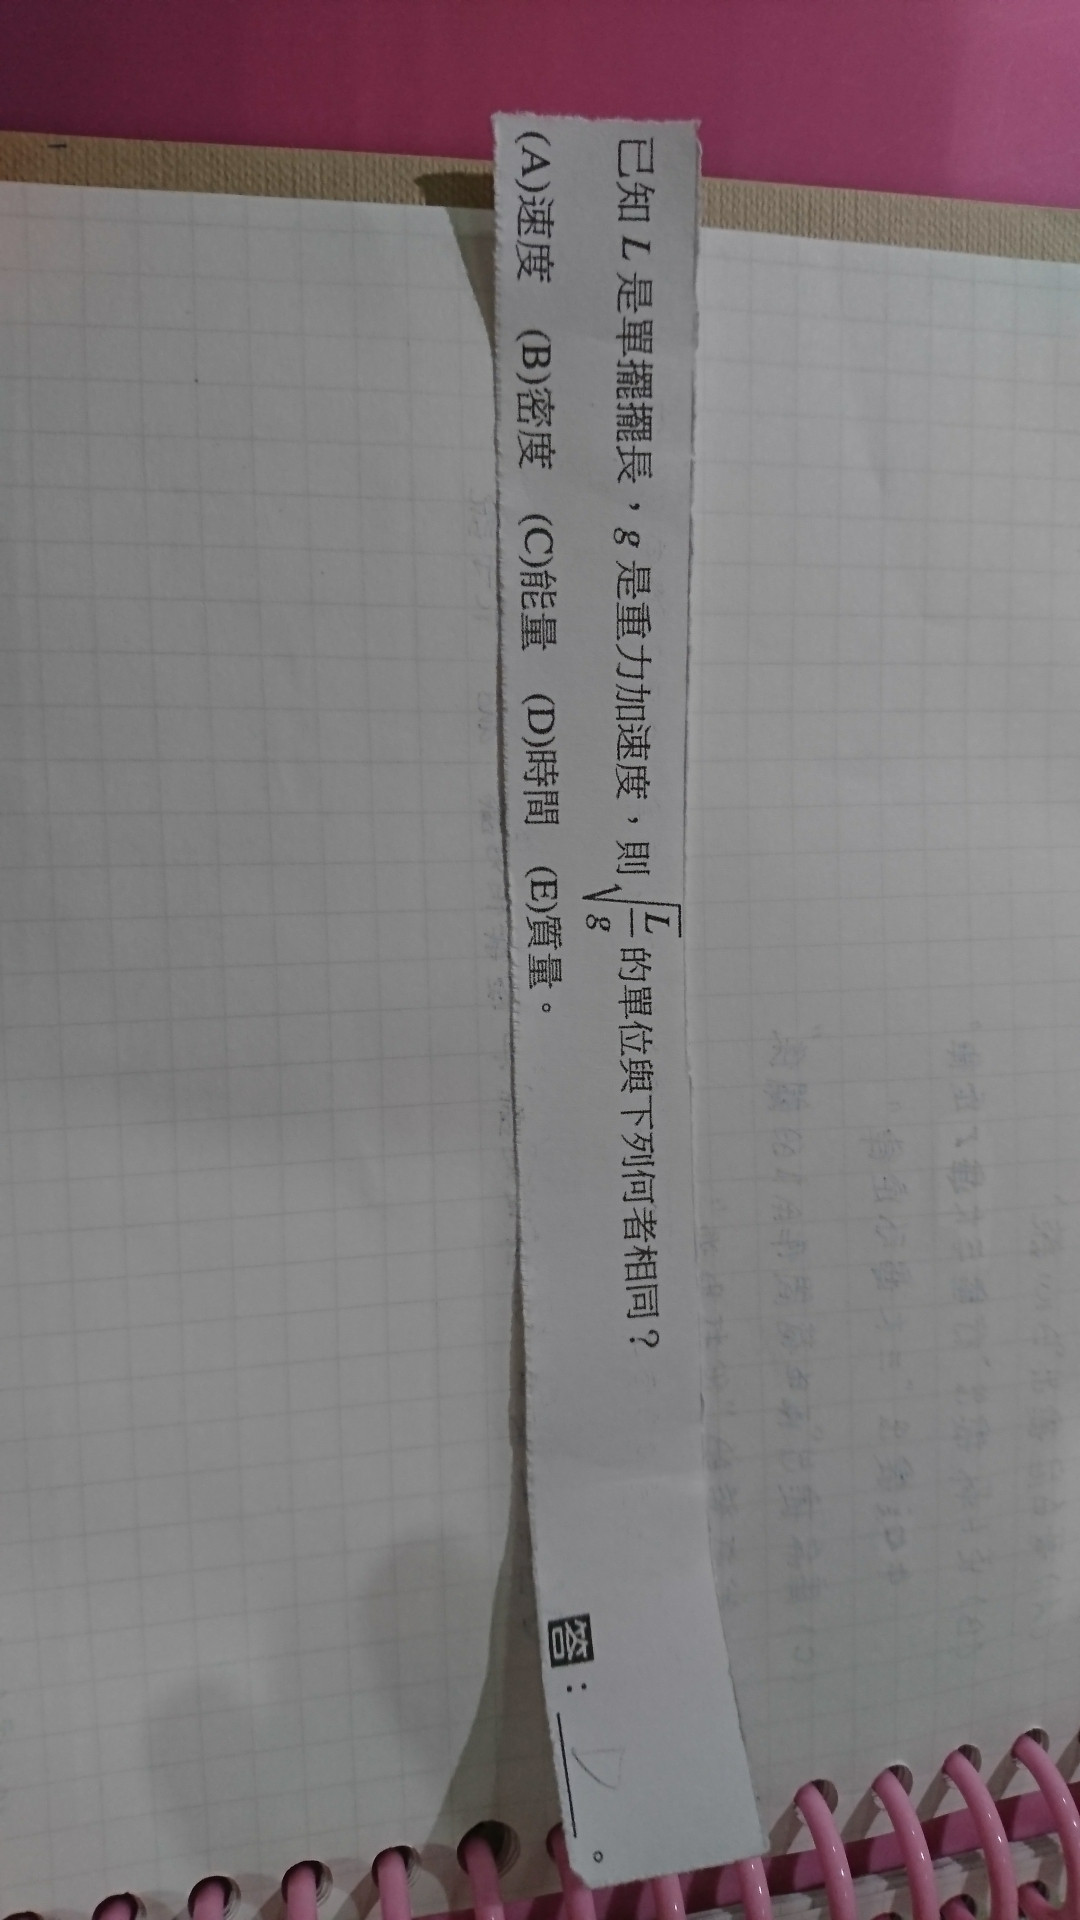 已知 L 是單擺擺長，g 是重力加速度，則 √(L/g) 的單位與下列何者相同？
(A)速度 (B)密度 (C)能量 (D)時間 (E)質量。
答：D。